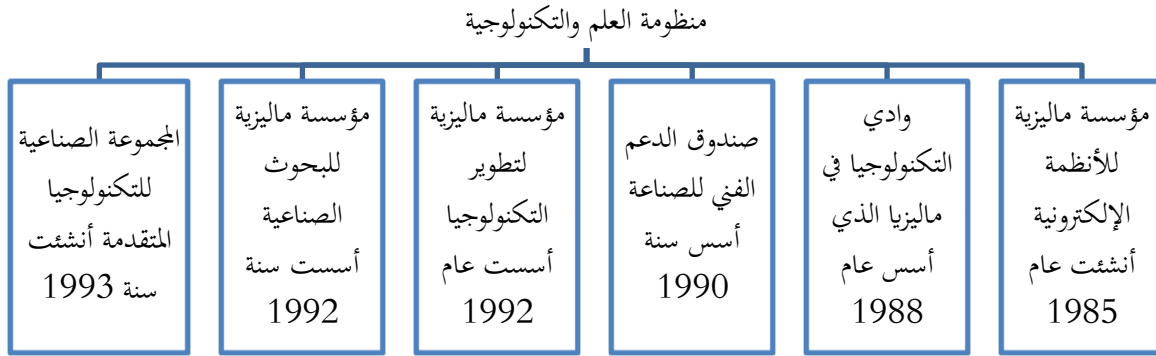 منظومة العلم والتكنولوجية
مؤسسة ماليزية
للأنظمة
الإلكترونية
أنشئت عام
1985
وادي
التكنولوجيا في
ماليزيا الذي
أسس عام
1988
صندوق الدعم
الفني للصناعة
أسس سنة
1990
مؤسسة ماليزية
لتطوير
التكنولوجيا
أسست عام
1992
مؤسسة ماليزية
للبحوث
الصناعية
أسست سنة
1992
المجموعة الصناعية
للتكنولوجيا
المتقدمة أنشئت
سنة 1993